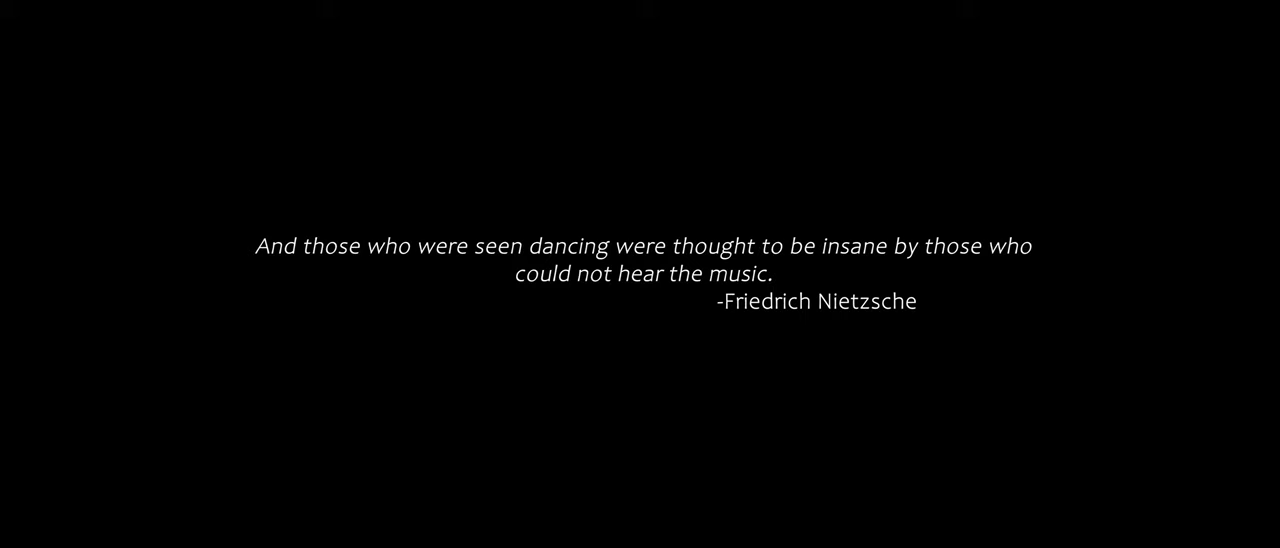 And those who were seen dancing were thought to be insane by those who
could not hear the music.
-Friedrich Nietzsche